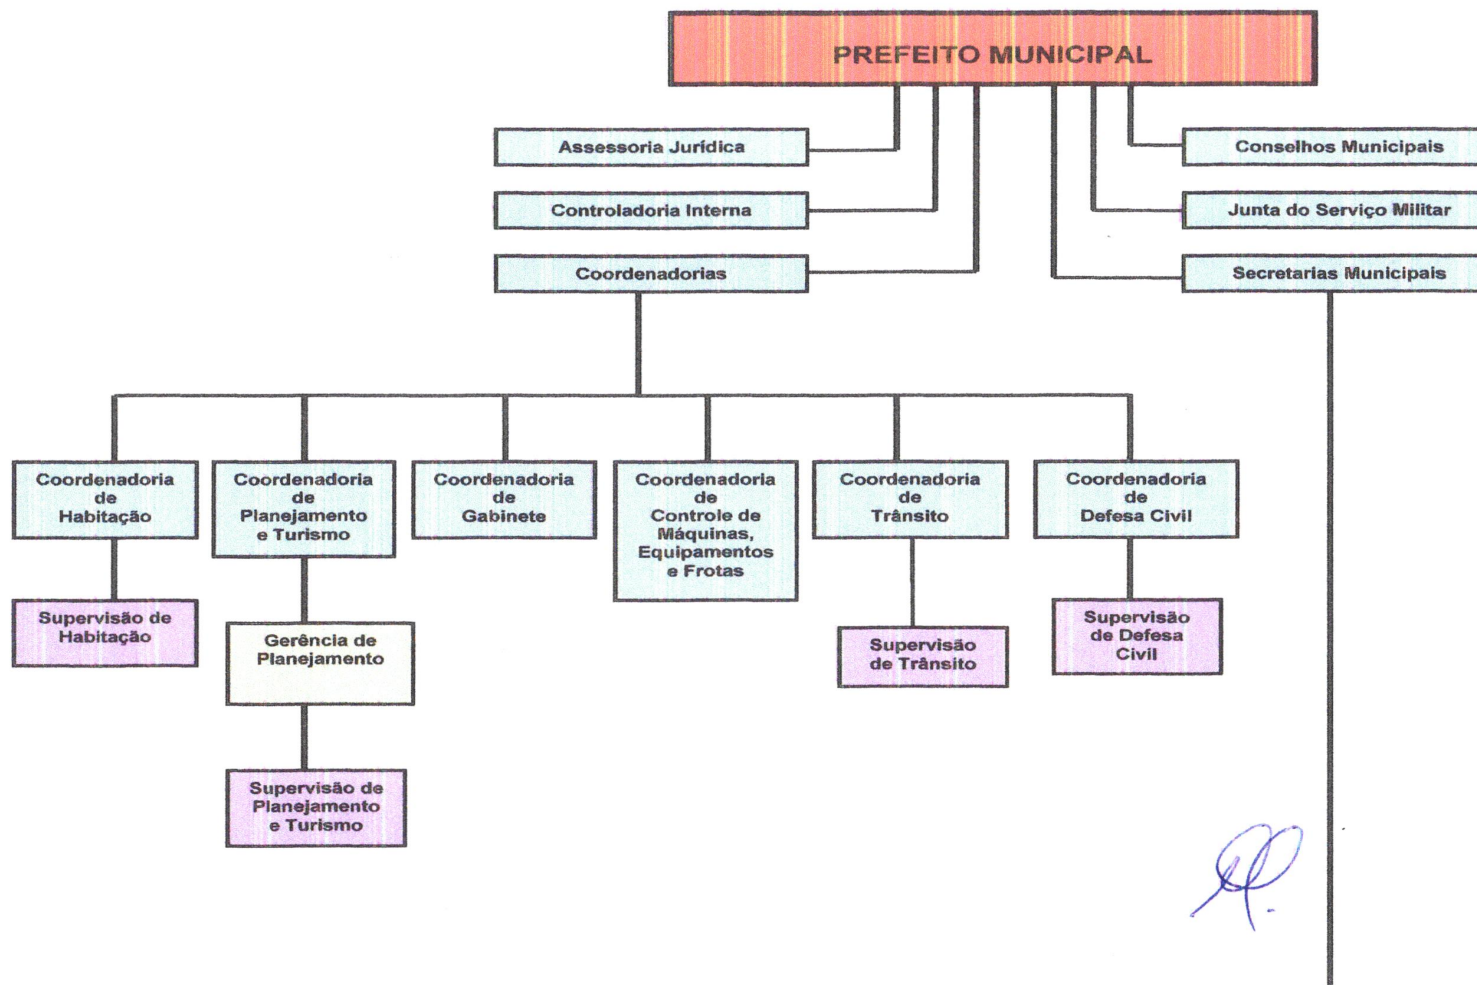 PREFEITO MUNICIPAL
Assessoria Jurídica
Conselhos Municipais
Controladoria Interna
Junta do Serviço Militar
Coordenadorias
Secretarias Municipais
Coordenadoria
de
Habitação
Coordenadoria
de
Planejamento
e Turismo
Coordenadoria
de
Gabinete
Coordenadoria
de
Controle de
Máquinas,
Equipamentos
e Frotas
Coordenadoria
de
Trânsito
Coordenadoria
de
Defesa Civil
Supervisão de
Habitação
Gerência de
Planejamento
Supervisão
de Trânsito
Supervisão
de Defesa
Civil
Supervisão de
Planejamento
e Turismo